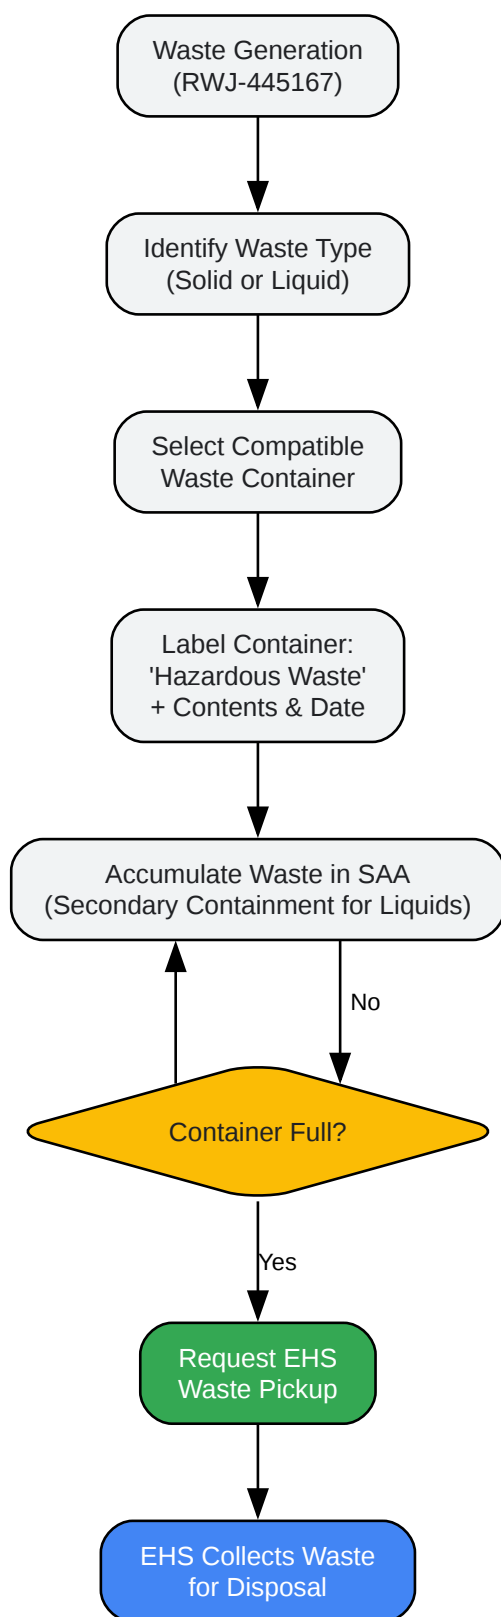 Waste Generation
(RWJ-445167)
Identify Waste Type
(Solid or Liquid)
Select Compatible
Waste Container
Label Container:
'Hazardous Waste'
+ Contents & Date
Accumulate Waste in SAA
(Secondary Containment for Liquids)
No
Container Full?
Yes
Request EHS
Waste Pickup
EHS Collects Waste
for Disposal